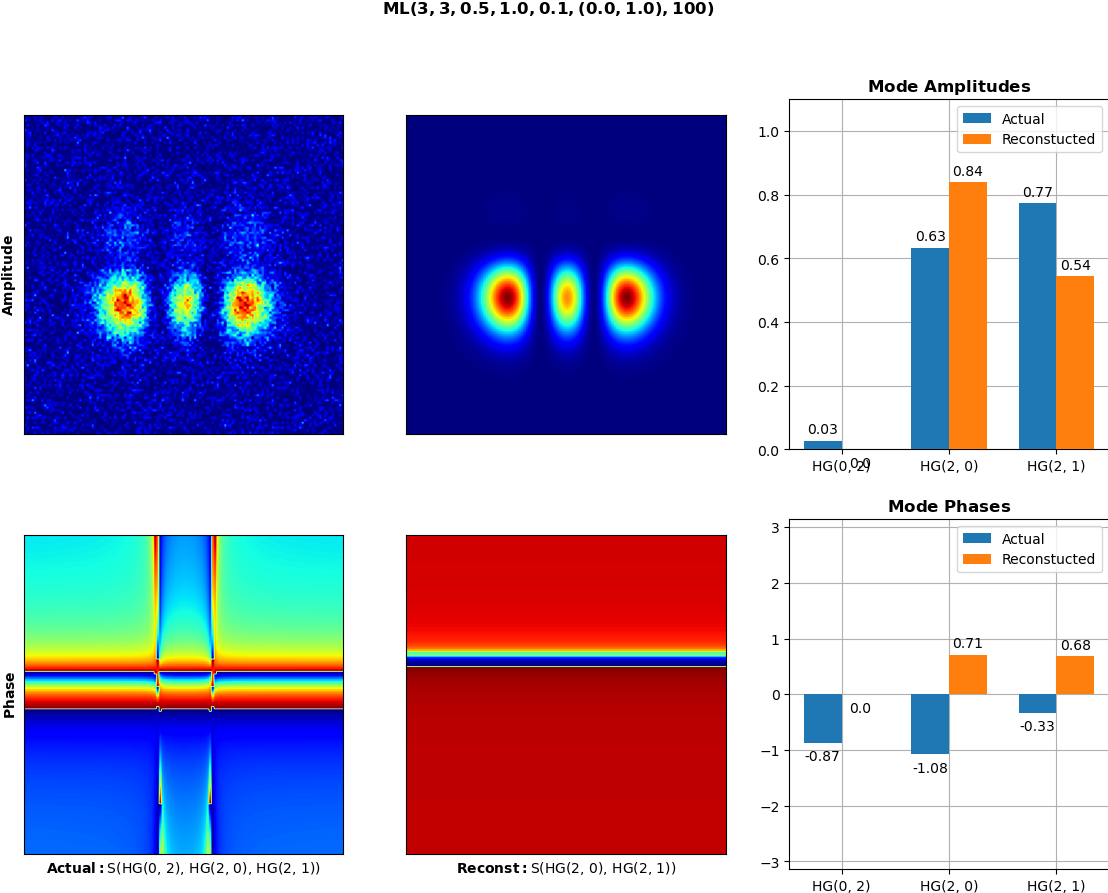 ML(3, 3, 0.5, 1.0, 0.1, (0.0, 1.0), 100)
Amplitude
Mode Amplitudes
Actual
Reconstucted
1.0
0.8
0.6
0.4
0.2
0.0
0.03
0.0
0.63
0.84
0.77
0.54
HG(0, 2)
HG(2, 0)
HG(2, 1)
Phase
Actual: S(HG(0, 2), HG(2, 0), HG(2, 1))
Reconst: S(HG(2, 0), HG(2, 1))
Mode Phases
Actual
Reconstucted
3
2
1
0
−1
−2
−3
-0.87
0.0
-1.08
0.71
-0.33
0.68
HG(0, 2)
HG(2, 0)
HG(2, 1)